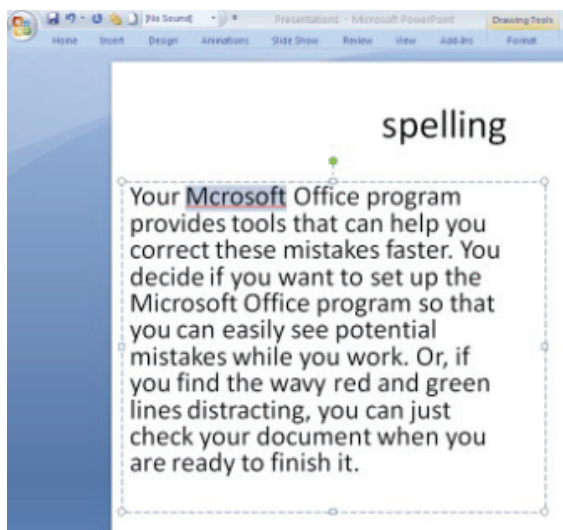 [No Sound]
Presentation1 - Microsoft PowerPoint
Drawing Tools
Home Insert Design Animations Slide Show Review View Add-Ins Format
spelling
Your Mcrosoft Office program
provides tools that can help you
correct these mistakes faster. You
decide if you want to set up the
Microsoft Office program so that
you can easily see potential
mistakes while you work. Or, if
you find the wavy red and green
lines distracting, you can just
check your document when you
are ready to finish it.